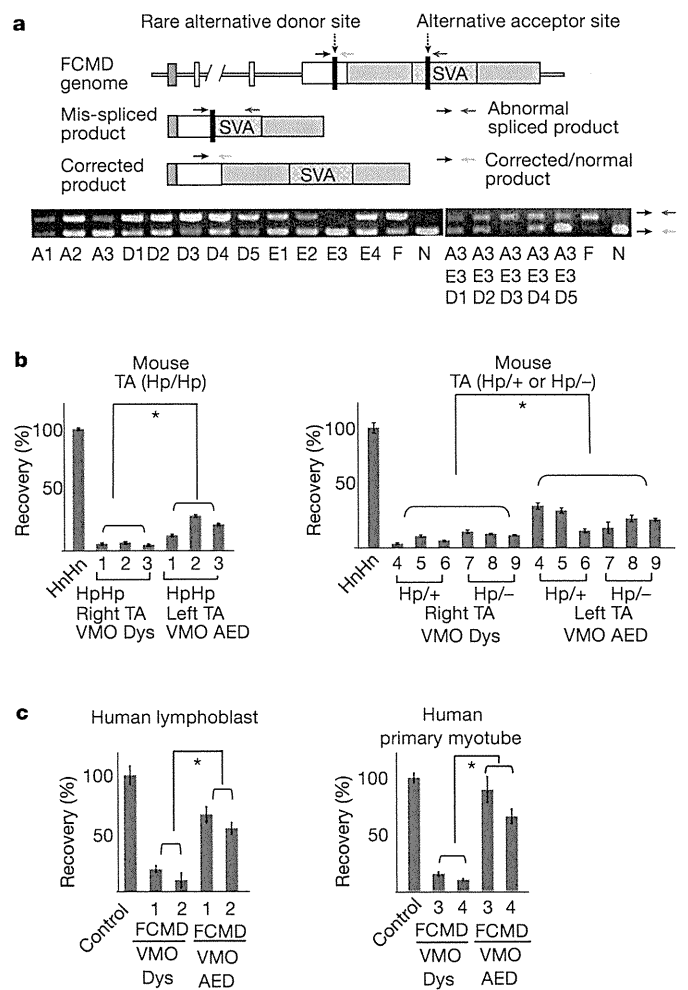 a
Rare alternative donor site
Alternative acceptor site
FCMD
genome
SVA
Mis-spliced
product
SVA
Abnormal
spliced product
Corrected
product
SVA
Corrected/normal
product
A1 A2 A3 D1 D2 D3 D4 D5 E1 E2 E3 E4 F N
A3 A3 A3 A3 A3 F N
E3 E3 E3 E3 E3
D1 D2 D3 D4 D5
b
Mouse
TA (Hp/Hp)
*
Recovery (%)
100
50
HnHn
1 2 3 1 2 3
HpHp HpHp
Right TA Left TA
VMO Dys VMO AED
Mouse
TA (Hp/+ or Hp/–)
*
Recovery (%)
100
50
HnHn
4 5 6 7 8 9 4 5 6 7 8 9
Hp/+ Hp/– Hp/+ Hp/–
Right TA Left TA
VMO Dys VMO AED
c
Human lymphoblast
*
Recovery (%)
100
50
Control
1 2 1 2
FCMD FCMD
VMO VMO
Dys AED
Human
primary myotube
*
Recovery (%)
100
50
Control
3 4 3 4
FCMD FCMD
VMO VMO
Dys AED